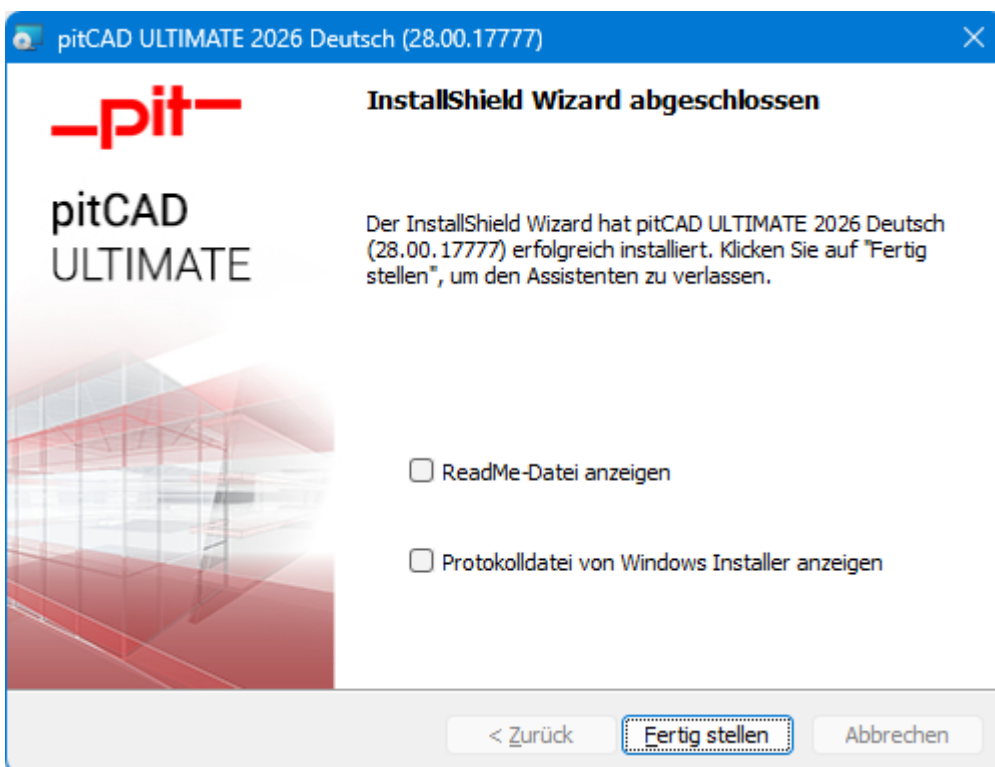 pitCAD ULTIMATE 2026 Deutsch (28.00.17777)
pit
pitCAD
ULTIMATE
InstallShield Wizard abgeschlossen
Der InstallShield Wizard hat pitCAD ULTIMATE 2026 Deutsch
(28.00.17777) erfolgreich installiert. Klicken Sie auf "Fertig
stellen", um den Assistenten zu verlassen.
ReadMe-Datei anzeigen
Protokolldatei von Windows Installer anzeigen
< Zurück
Fertig stellen
Abbrechen